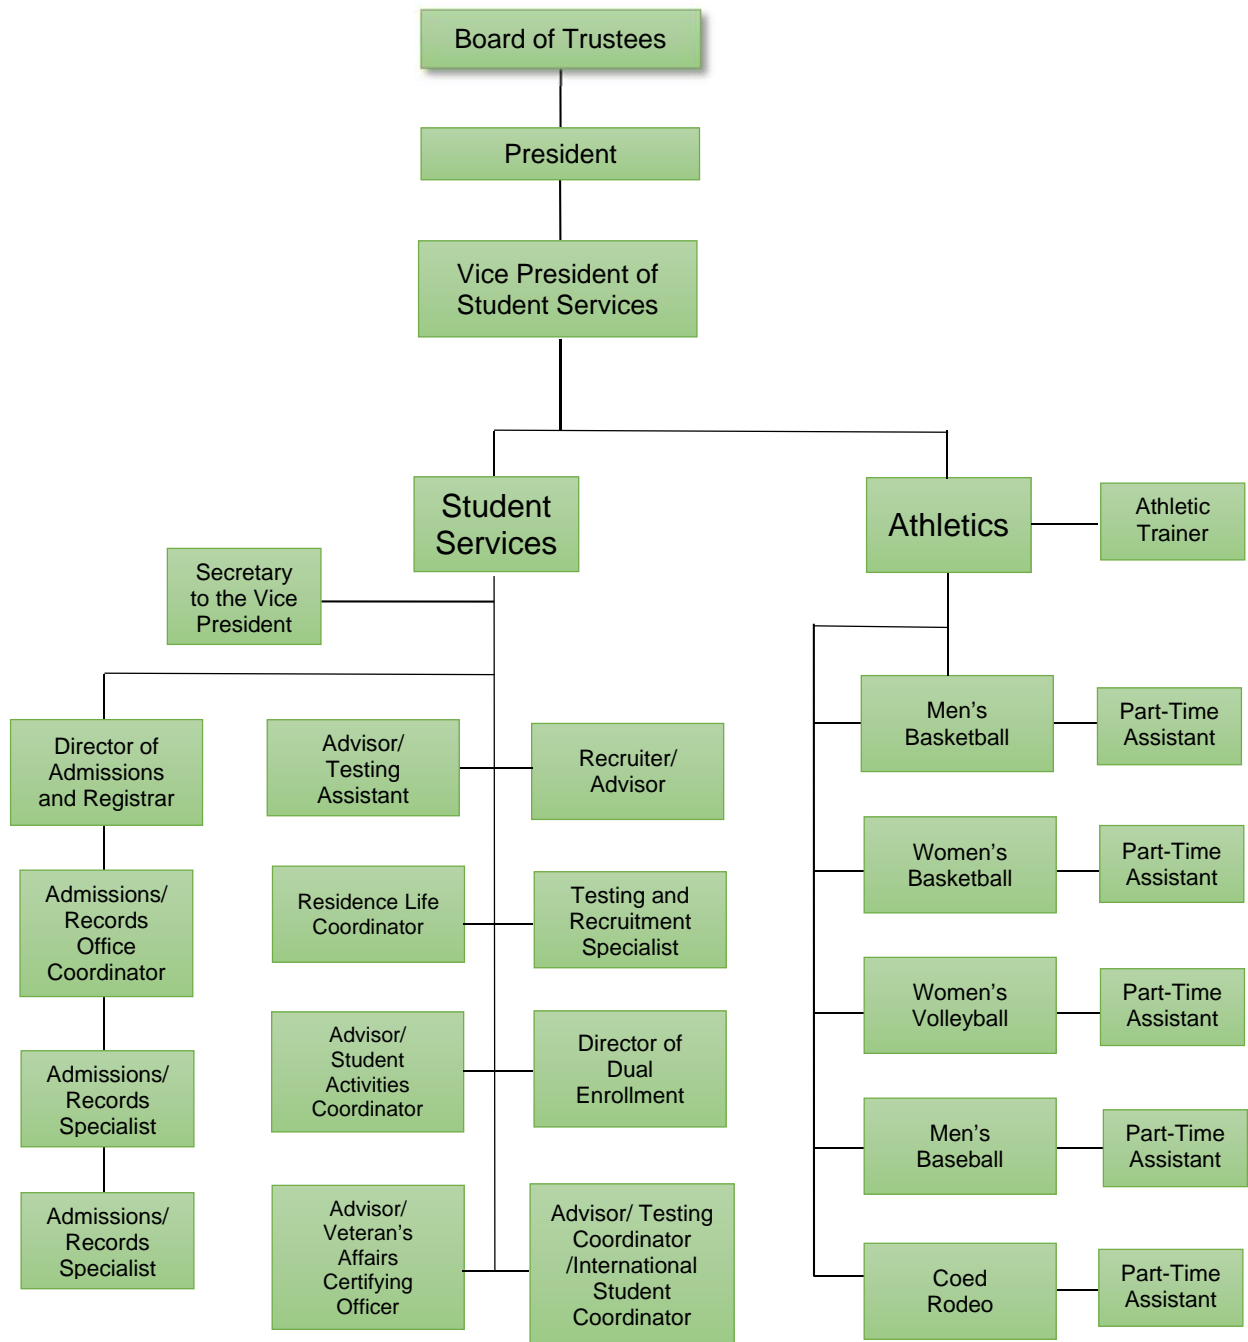 Board of Trustees
President
Vice President of
Student Services
Student
Services
Athletics
Athletic
Trainer
Secretary
to the Vice
President
Director of
Admissions
and Registrar
Advisor/
Testing
Assistant
Recruiter/
Advisor
Men’s
Basketball
Part-Time
Assistant
Admissions/
Records
Office
Coordinator
Residence Life
Coordinator
Testing and
Recruitment
Specialist
Women’s
Basketball
Part-Time
Assistant
Admissions/
Records
Specialist
Advisor/
Student
Activities
Coordinator
Director of
Dual
Enrollment
Women’s
Volleyball
Part-Time
Assistant
Men’s
Baseball
Part-Time
Assistant
Admissions/
Records
Specialist
Advisor/
Veteran’s
Affairs
Certifying
Officer
Advisor/ Testing
Coordinator
/International
Student
Coordinator
Coed
Rodeo
Part-Time
Assistant